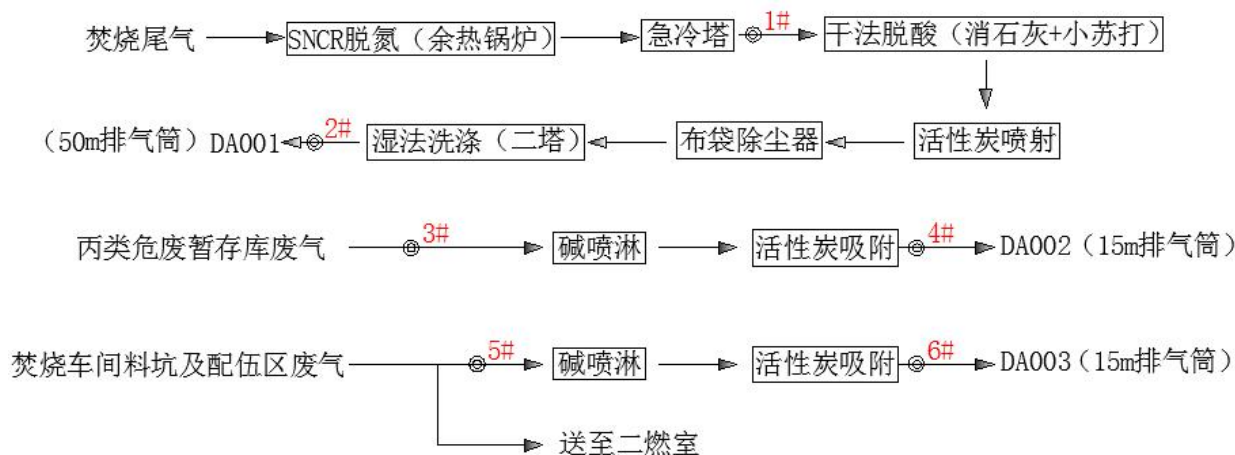 焚烧尾气 SNCR脱氮（余热锅炉） 急冷塔 1# 干法脱酸（消石灰+小苏打）
（50m排气筒）DA001 2# 湿法洗涤（二塔） 布袋除尘器 活性炭喷射
丙类危废暂存库废气 3# 碱喷淋 活性炭吸附 4# DA002（15m排气筒）
焚烧车间料坑及配伍区废气 5# 碱喷淋 活性炭吸附 6# DA003（15m排气筒）
送至二燃室